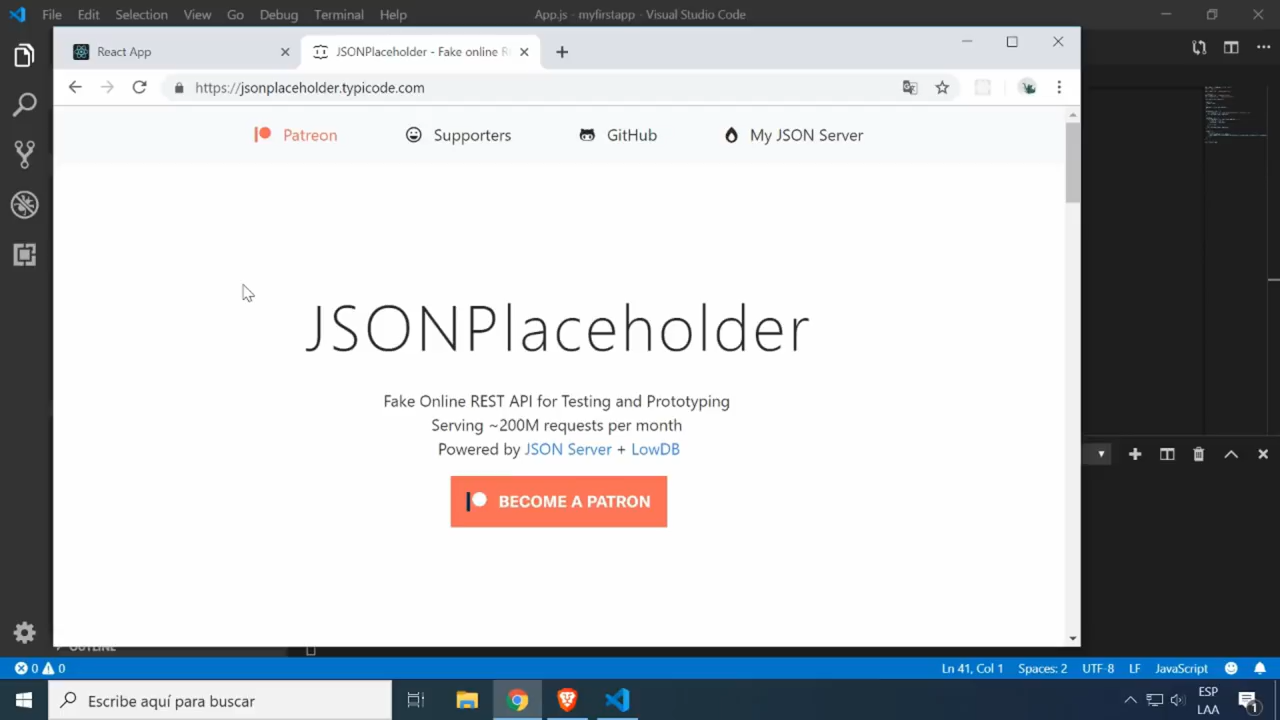 File Edit Selection View Go Debug Terminal Help App.js - myfirstapp - Visual Studio Code
React App
JSONPlaceholder - Fake online R
https://jsonplaceholder.typicode.com
Patreon Supporters GitHub My JSON Server
JSONPlaceholder
Fake Online REST API for Testing and Prototyping
Serving ~200M requests per month
Powered by JSON Server + LowDB
BECOME A PATRON
OUTLINE
0 0 Ln 41, Col 1 Spaces: 2 UTF-8 LF JavaScript
Escribe aquí para buscar
ESP
LAA
1